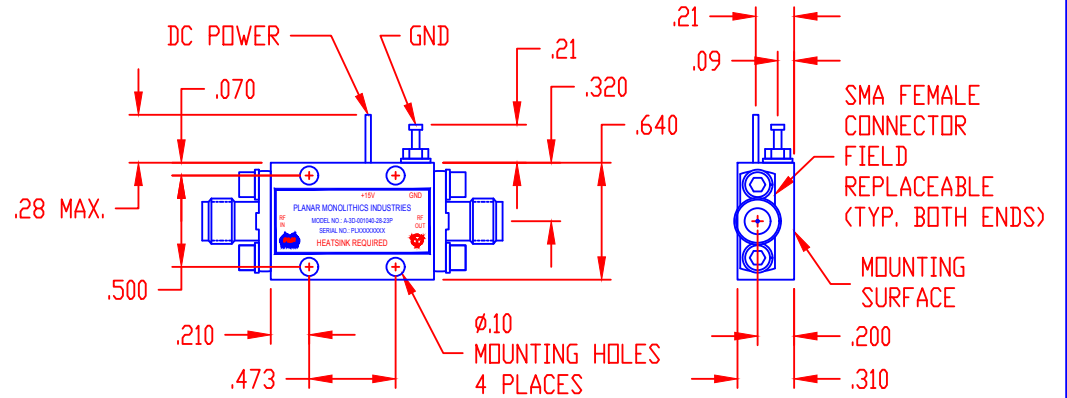 DC POWER
GND
.21
.070
.320
.640
.28 MAX.
+15V GND
PLANAR MONOLITHICS INDUSTRIES
MODEL NO.: A-3D-001040-28-23P
SERIAL NO.: PLXXXXXXXX
RF IN
RF OUT
HEATSINK REQUIRED
.500
.210
.473
Ø.10
MOUNTING HOLES
4 PLACES
.21
.09
SMA FEMALE
CONNECTOR
FIELD
REPLACEABLE
(TYP. BOTH ENDS)
MOUNTING
SURFACE
.200
.310